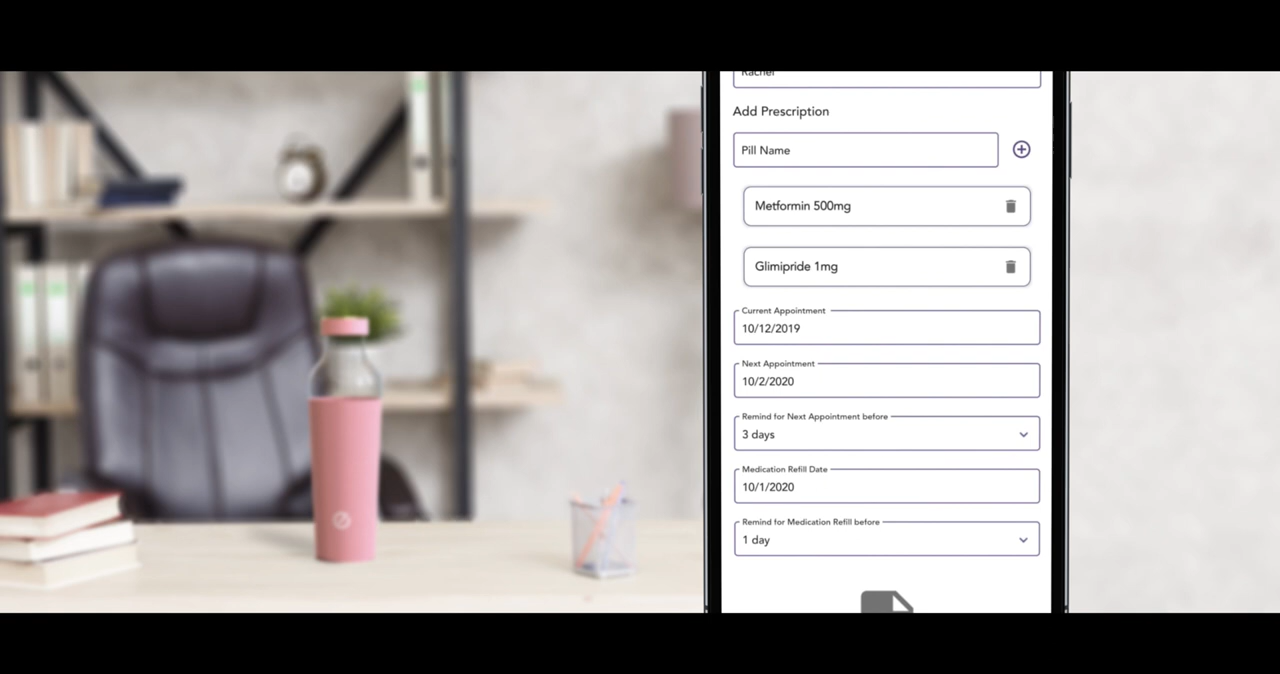 Rachel
Add Prescription
Pill Name
Metformin 500mg
Glimipride 1mg
Current Appointment
10/12/2019
Next Appointment
10/2/2020
Remind for Next Appointment before
3 days
Medication Refill Date
10/1/2020
Remind for Medication Refill before
1 day